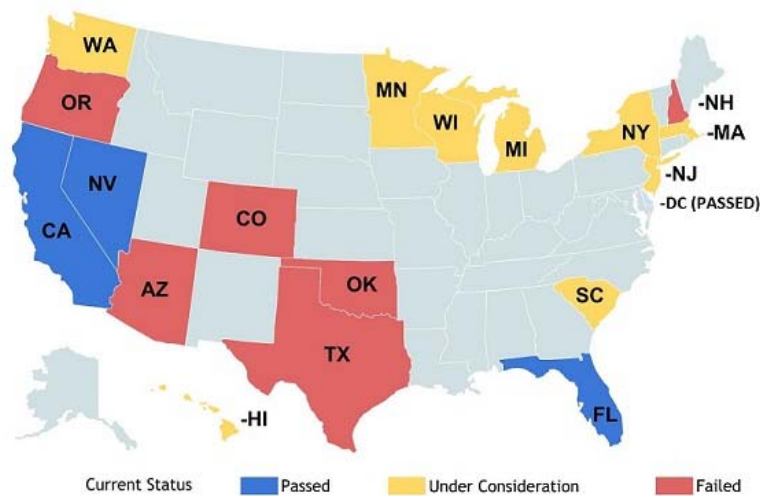 WA
MN
OR
-NH
WI
NY
-MA
MI
-NJ
NV
-DC (PASSED)
CO
CA
AZ
OK
SC
TX
FL
-HI
Current Status
Passed
Under Consideration
Failed